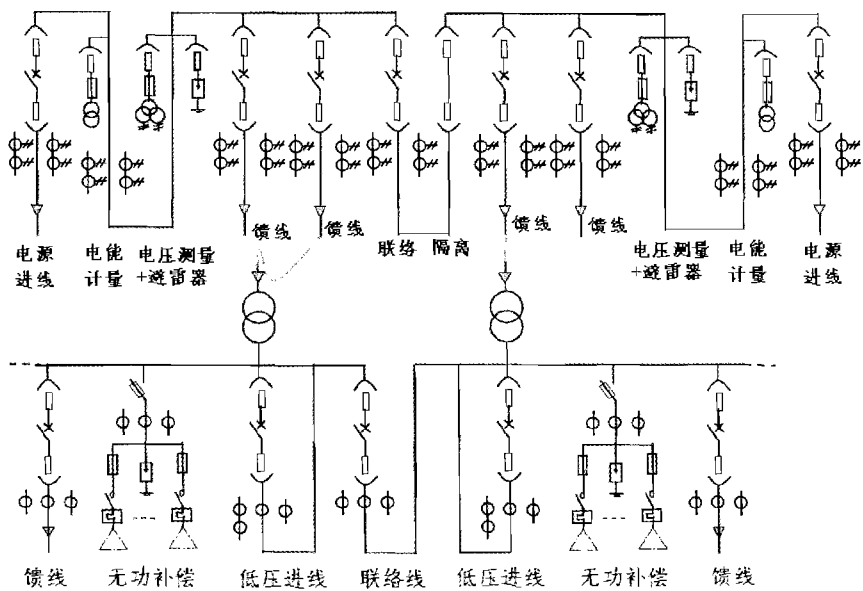 馈线
馈线
馈线
馈线
电源
进线
电能
计量
电压测量
+避雷器
联络
隔离
电压测量
+避雷器
电能
计量
电源
进线
馈线
无功补偿
低压进线
联络线
低压进线
无功补偿
馈线